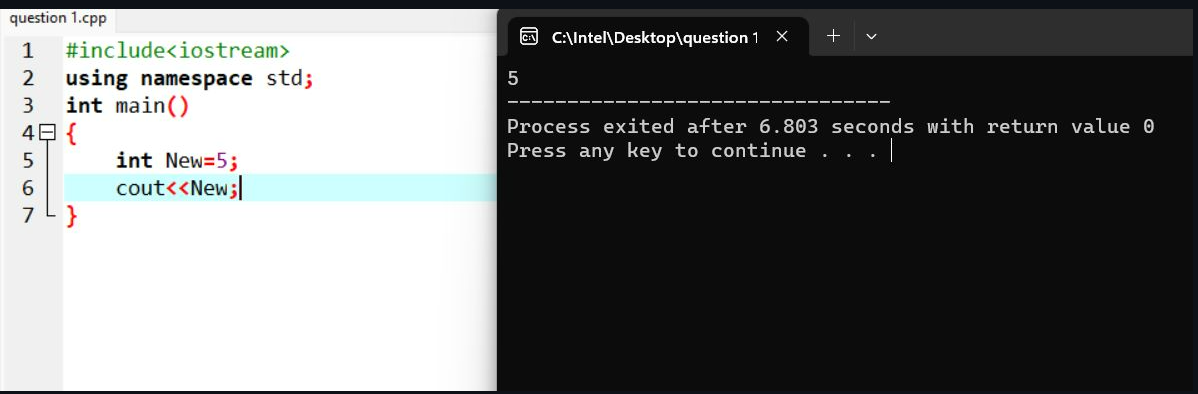 question 1.cpp
1 #include<iostream>
2 using namespace std;
3 int main()
4 {
5 int New=5;
6 cout<<New;
7 }
C:\Intel\Desktop\question 1
5
--------------------------------
Process exited after 6.803 seconds with return value 0
Press any key to continue . . .